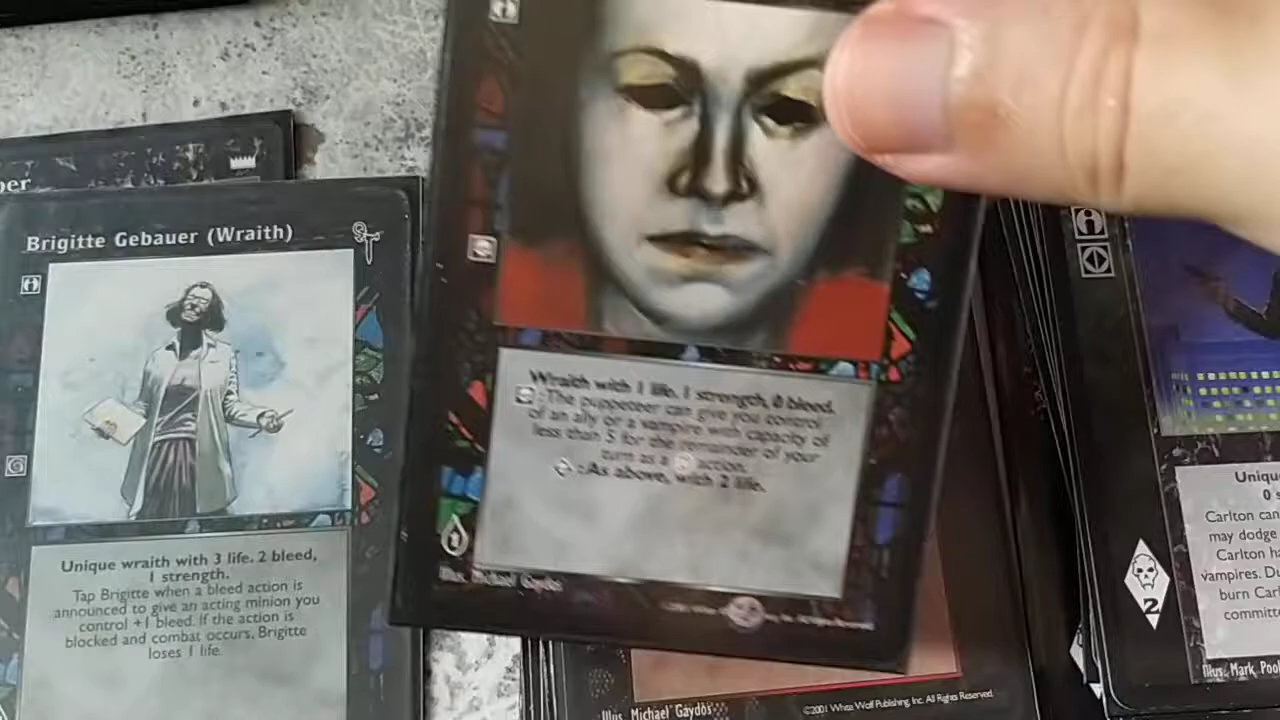 per
Brigitte Gebauer (Wraith)
Unique wraith with 3 life. 2 bleed,
1 strength.
Tap Brigitte when a bleed action is
announced to give an acting minion you
control +1 bleed. If the action is
blocked and combat occurs, Brigitte
loses 1 life.
Wraith with 1 life, 1 strength, 0 bleed.
:The puppeteer can give you control
of an ally or a vampire with capacity of
less than 5 for the remainder of your
turn as a action.
:As above, with 2 life.
Illus. Michael Gaydos
Illus. Michael Gaydos
©2001 White Wolf Publishing, Inc. All Rights Reserved.
Uniqu
0 s
Carlton can
may dodge
Carlton h
vampires. Du
burn Carl
committe
2
Illus. Mark Pool